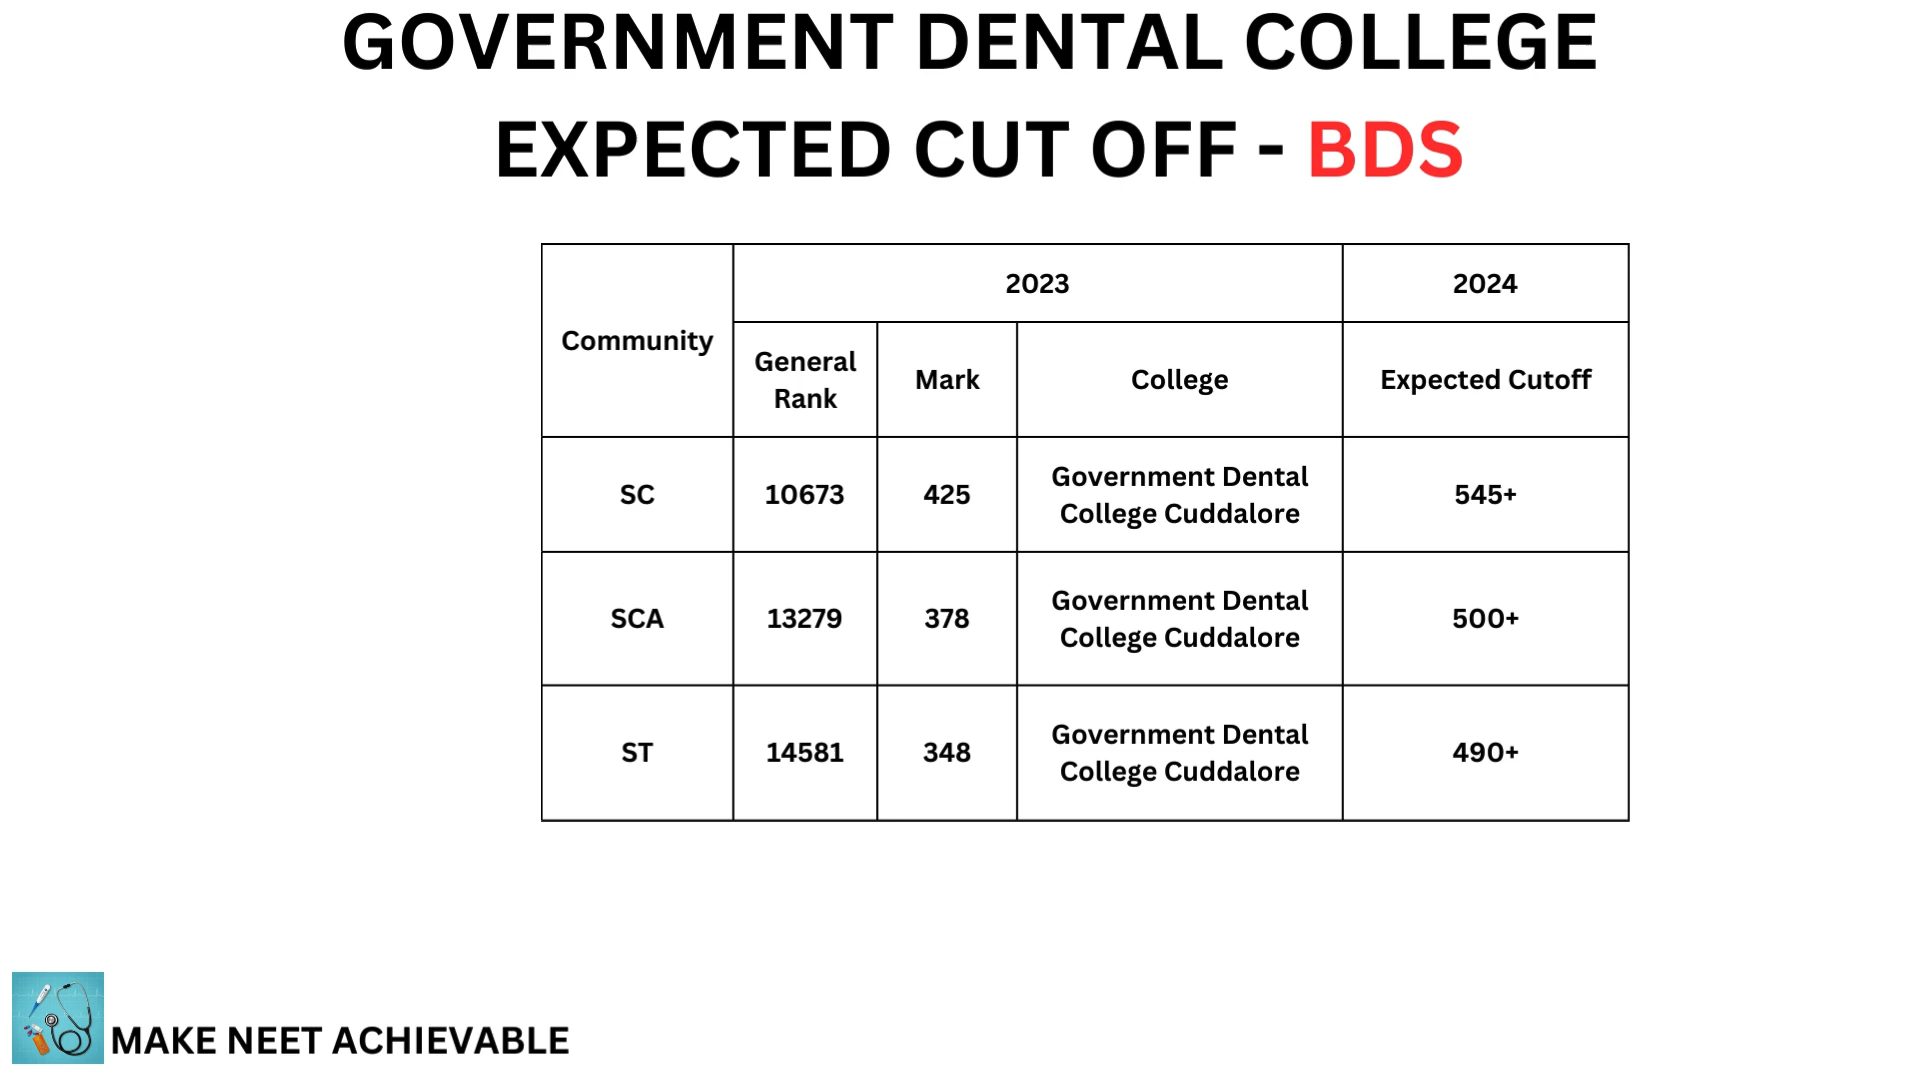 GOVERNMENT DENTAL COLLEGE
EXPECTED CUT OFF - BDS
Community
2023
2024
General
Rank
Mark
College
Expected Cutoff
SC
10673
425
Government Dental
College Cuddalore
545+
SCA
13279
378
Government Dental
College Cuddalore
500+
ST
14581
348
Government Dental
College Cuddalore
490+
MAKE NEET ACHIEVABLE